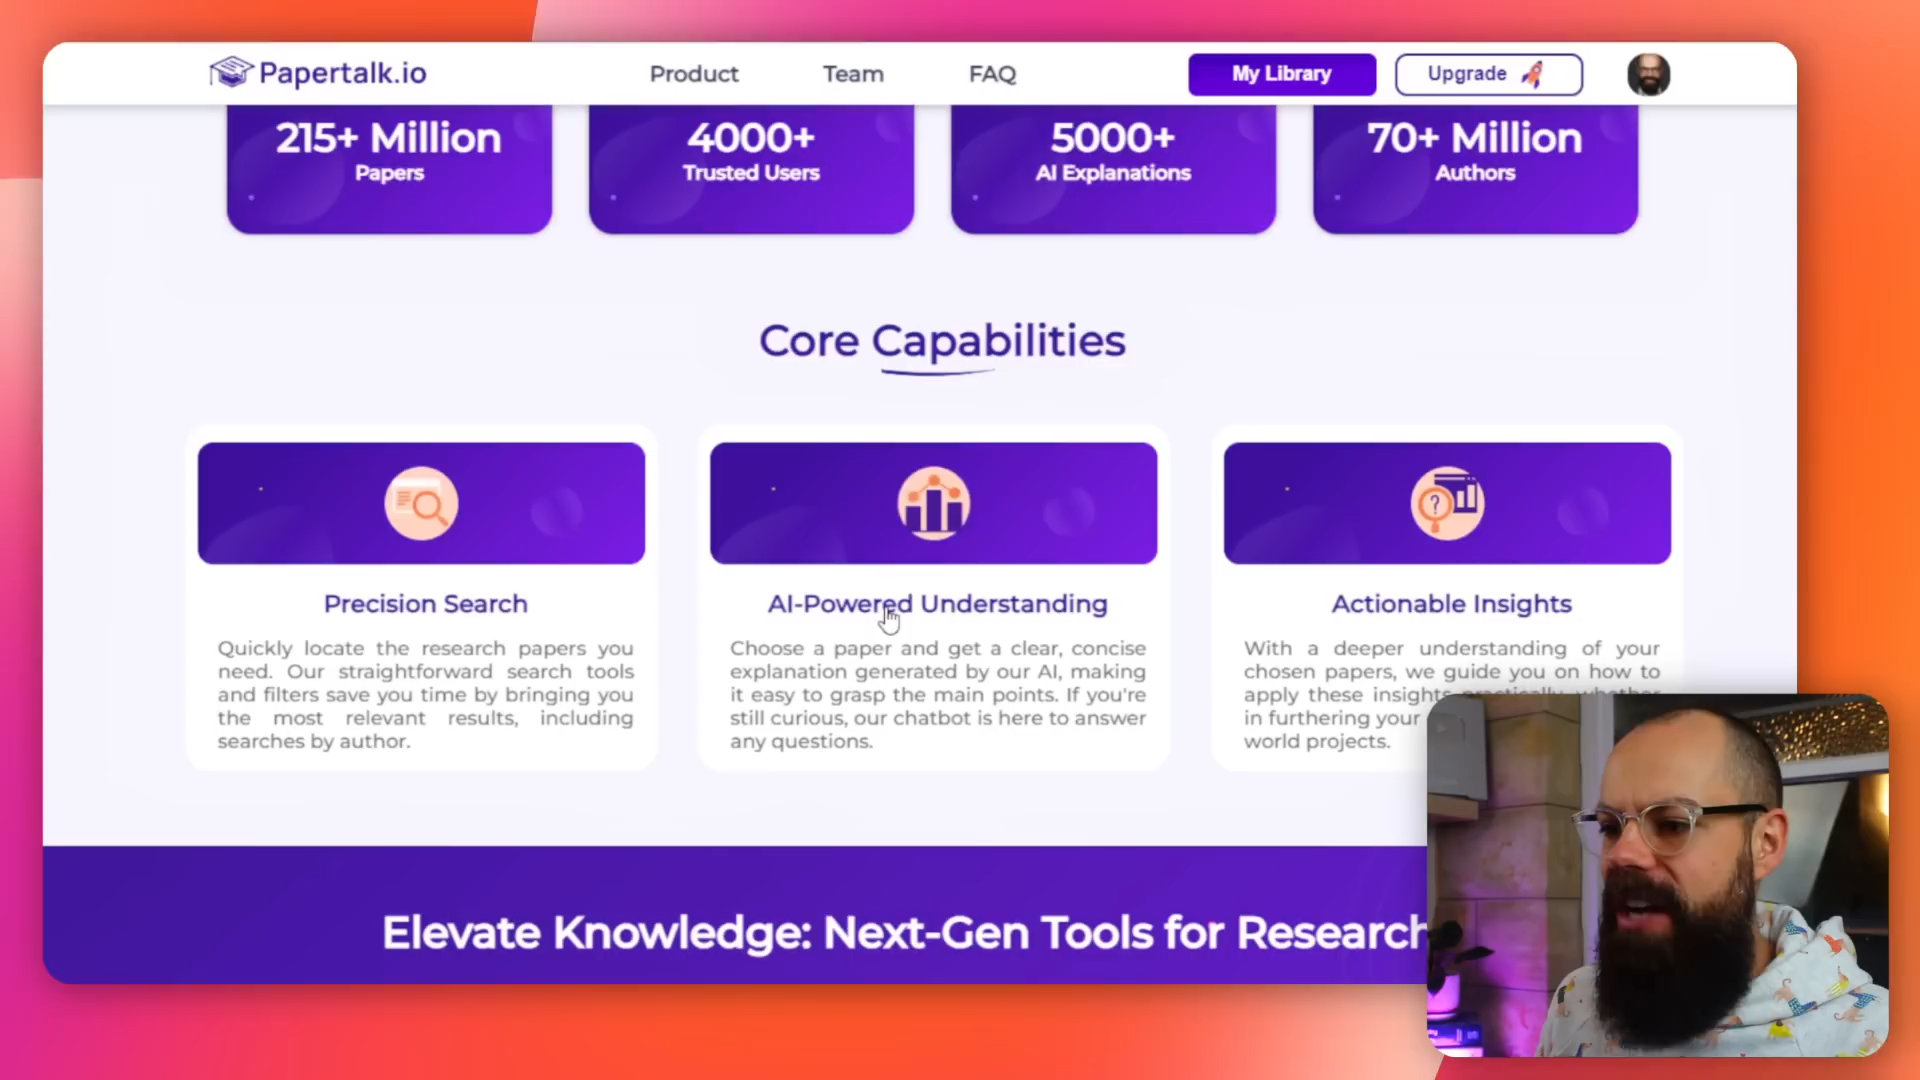 Papertalk.io
Product
Team
FAQ
My Library
Upgrade
215+ Million
Papers
4000+
Trusted Users
5000+
AI Explanations
70+ Million
Authors
Core Capabilities
Precision Search
Quickly locate the research papers you
need. Our straightforward search tools
and filters save you time by bringing you
the most relevant results, including
searches by author.
AI-Powered Understanding
Choose a paper and get a clear, concise
explanation generated by our AI, making
it easy to grasp the main points. If you're
still curious, our chatbot is here to answer
any questions.
Actionable Insights
With a deeper understanding of your
chosen papers, we guide you on how to
apply these insights practically, whether
in furthering your
world projects.
Elevate Knowledge: Next-Gen Tools for Research